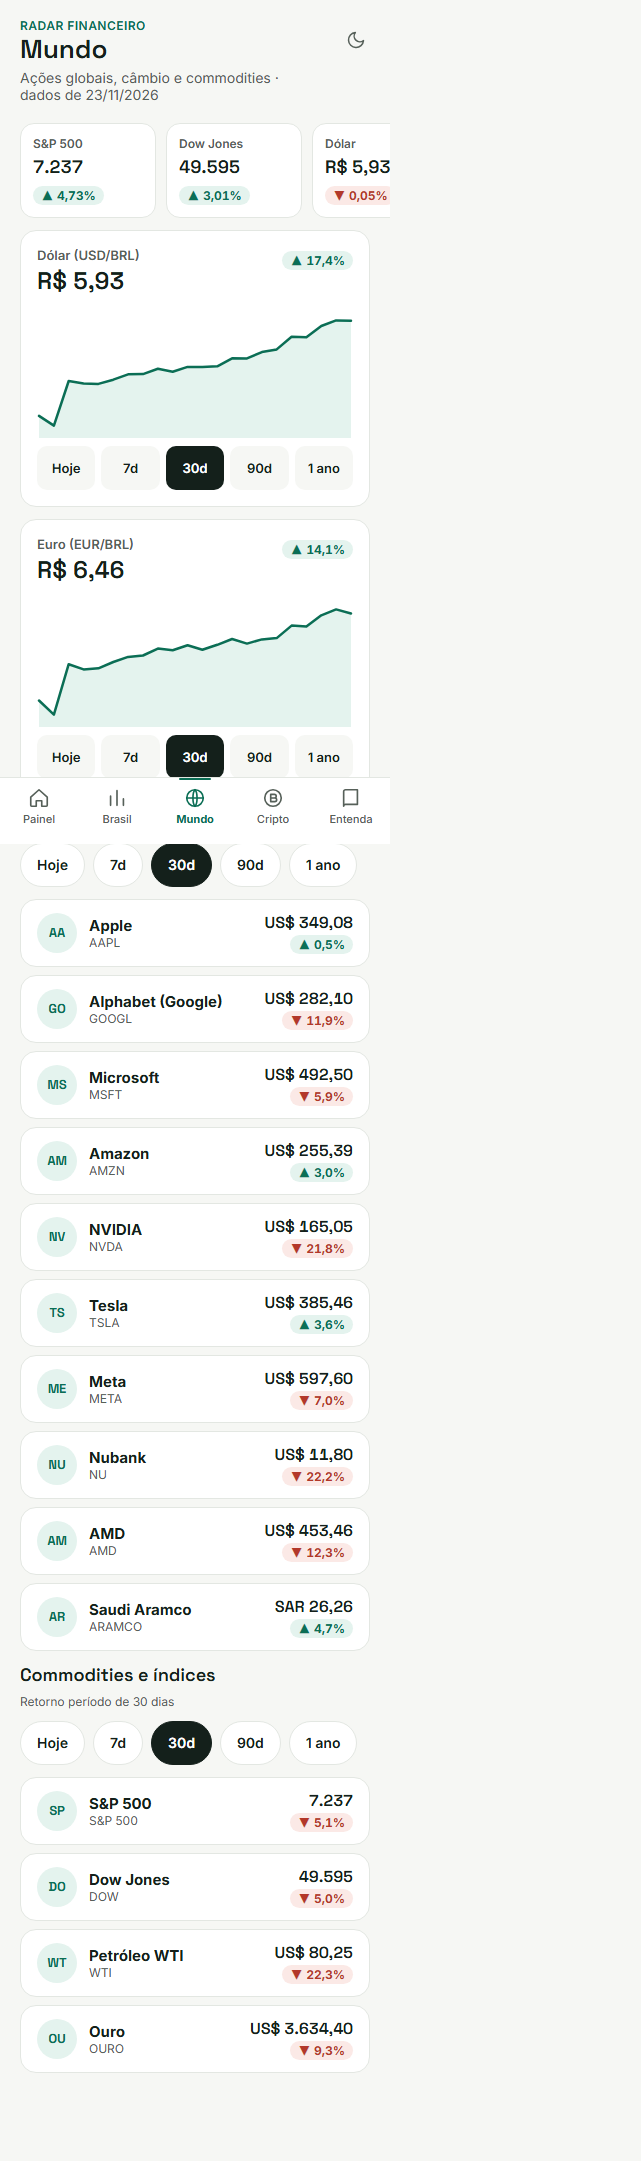 RADAR FINANCEIRO
Mundo
Ações globais, câmbio e commodities ·
dados de 23/11/2026
S&P 500
7.237
▲ 4,73%
Dow Jones
49.595
▲ 3,01%
Dólar
R$ 5,93
▼ 0,05%
Dólar (USD/BRL)
R$ 5,93
▲ 17,4%
Hoje 7d 30d 90d 1 ano
Euro (EUR/BRL)
R$ 6,46
▲ 14,1%
Hoje 7d 30d 90d 1 ano
Painel Brasil Mundo Cripto Entenda
Hoje 7d 30d 90d 1 ano
AA Apple US$ 349,08
AAPL ▲ 0,5%
GO Alphabet (Google) US$ 282,10
GOOGL ▼ 11,9%
MS Microsoft US$ 492,50
MSFT ▼ 5,9%
AM Amazon US$ 255,39
AMZN ▲ 3,0%
NV NVIDIA US$ 165,05
NVDA ▼ 21,8%
TS Tesla US$ 385,46
TSLA ▲ 3,6%
ME Meta US$ 597,60
META ▼ 7,0%
NU Nubank US$ 11,80
NU ▼ 22,2%
AM AMD US$ 453,46
AMD ▼ 12,3%
AR Saudi Aramco SAR 26,26
ARAMCO ▲ 4,7%
Commodities e índices
Retorno período de 30 dias
Hoje 7d 30d 90d 1 ano
SP S&P 500 7.237
S&P 500 ▼ 5,1%
DO Dow Jones 49.595
DOW ▼ 5,0%
WT Petróleo WTI US$ 80,25
WTI ▼ 22,3%
OU Ouro US$ 3.634,40
OURO ▼ 9,3%